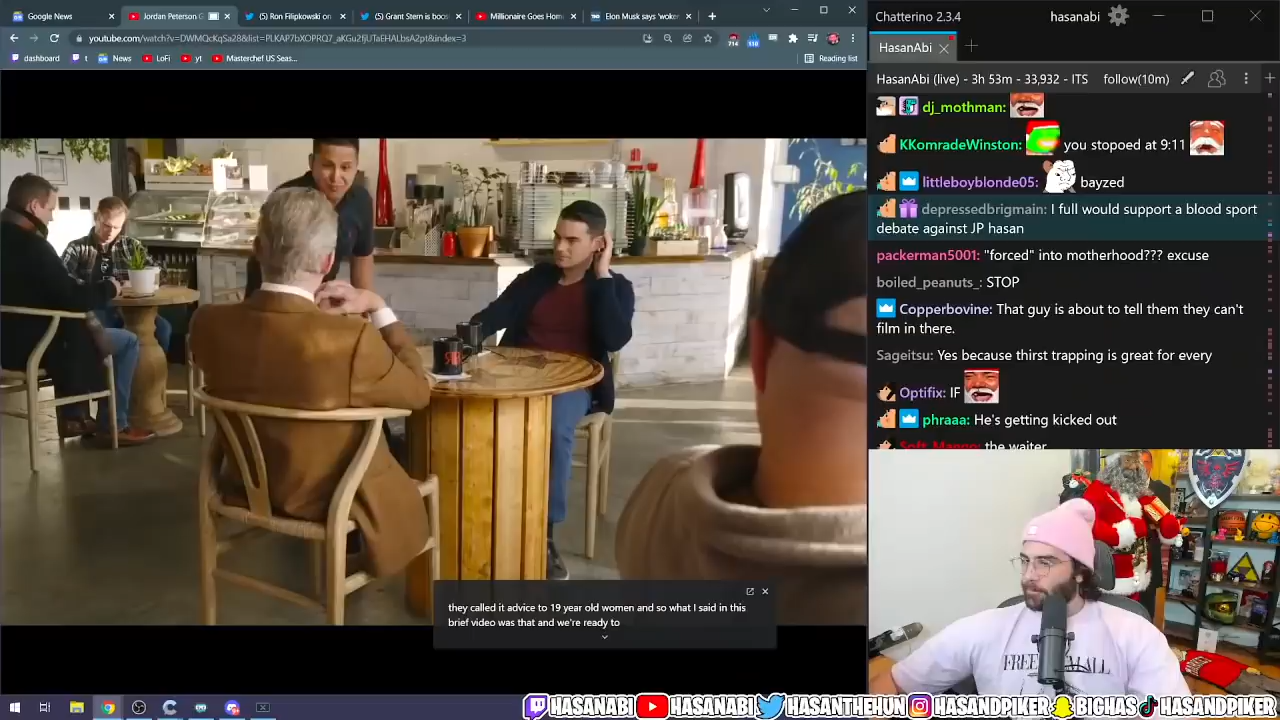 Google News
Jordan Peterson G
(5) Ron Filipkowski on
(5) Grant Stern is boos
Millionaire Goes Home
Elon Musk says 'woken
youtube.com/watch?v=DWMQcKqSa28&list=PLKAP7bXOPRQ7_aKGu2fjUTaEHALbsA2pt&index=3
714
110
dashboard
t
News
LoFi
yt
Masterchef US Seas...
Reading list
they called it advice to 19 year old women and so what I said in this
brief video was that and we're ready to
Chatterino 2.3.4
hasanabi
HasanAbi
HasanAbi (live) - 3h 53m - 33,932 - ITS
follow(10m)
dj_mothman:
KKomradeWinston: you stopoed at 9:11
littleboyblonde05: bayzed
depressedbrigmain: I full would support a blood sport
debate against JP hasan
packerman5001: "forced" into motherhood??? excuse
boiled_peanuts_: STOP
Copperbovine: That guy is about to tell them they can't
film in there.
Sageitsu: Yes because thirst trapping is great for every
Optifix: IF
phraaa: He's getting kicked out
Soft_Mango: the waiter
HASANABI
HASANABI
HASANTHEHUN
HASANDPIKER
BIGHAS
HASANDPIKER